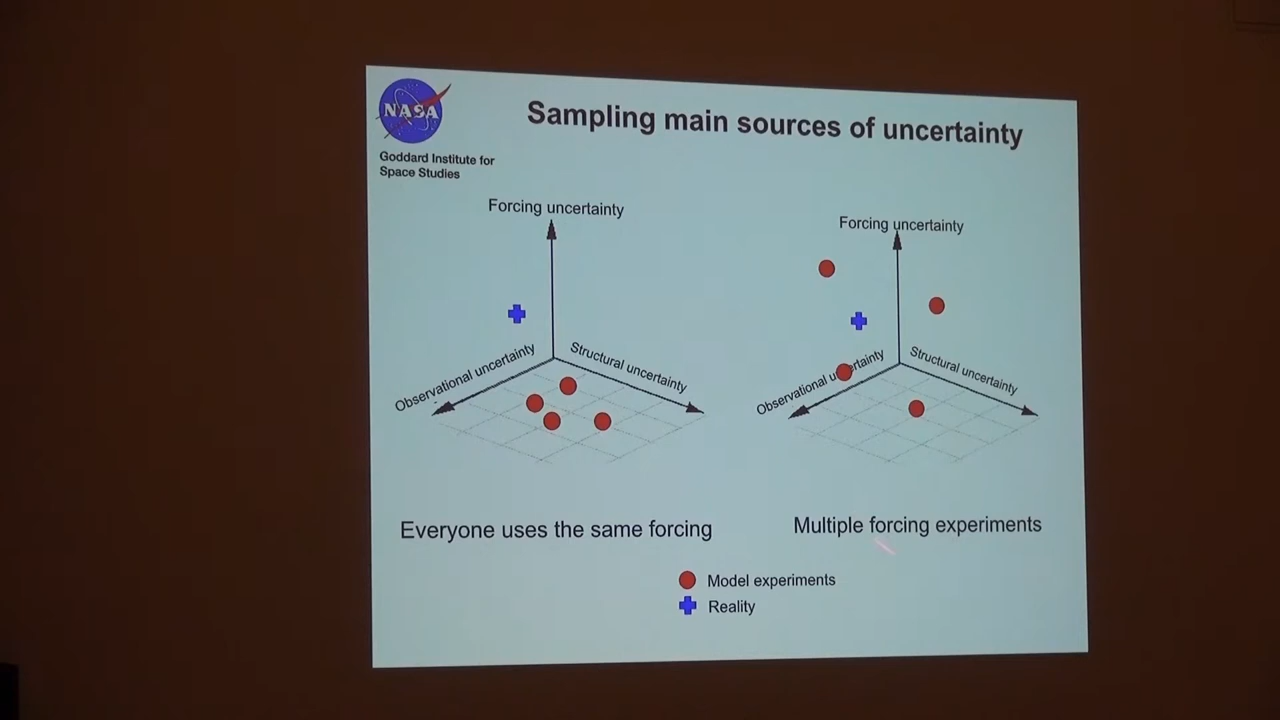 NASA
Goddard Institute for
Space Studies
Sampling main sources of uncertainty
Forcing uncertainty
Observational uncertainty
Structural uncertainty
Everyone uses the same forcing
Forcing uncertainty
Observational uncertainty
Structural uncertainty
Multiple forcing experiments
Model experiments
Reality